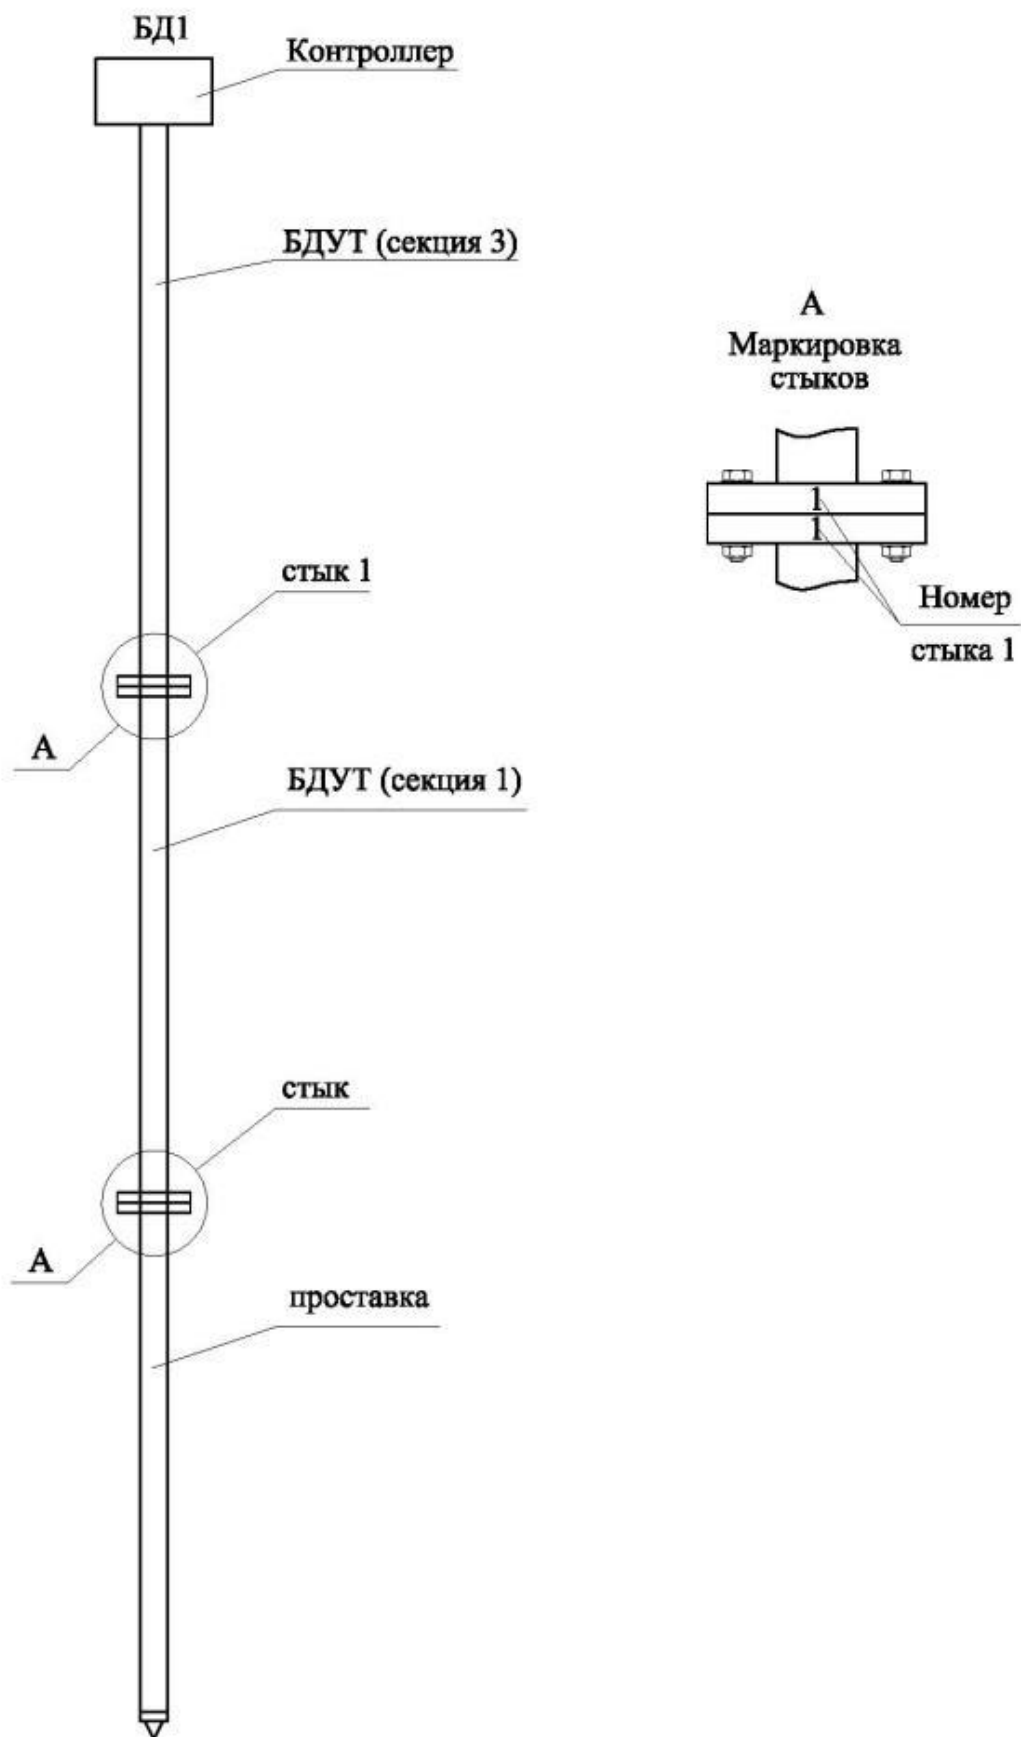 БД1
Контроллер
БДУТ (секция 3)
А
Маркировка
стыков
1
1
Номер
стыка 1
стык 1
А
БДУТ (секция 1)
стык
А
проставка